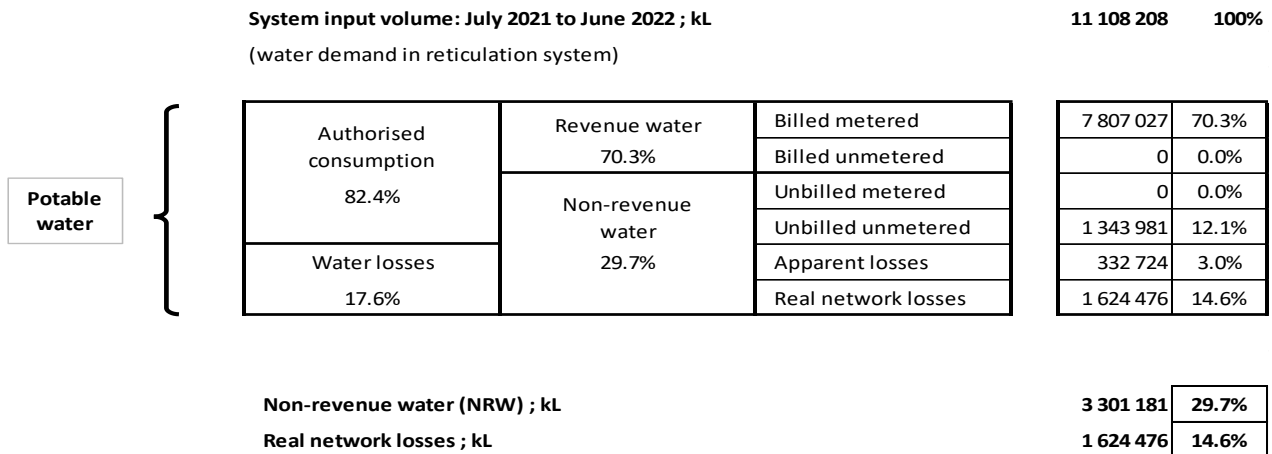 System input volume: July 2021 to June 2022 ; kL 11 108 208 100%
(water demand in reticulation system)
Potable
water
Authorised
consumption
82.4%
Water losses
17.6%
Revenue water
70.3%
Non-revenue
water
29.7%
Billed metered 7 807 027 70.3%
Billed unmetered 0 0.0%
Unbilled metered 0 0.0%
Unbilled unmetered 1 343 981 12.1%
Apparent losses 332 724 3.0%
Real network losses 1 624 476 14.6%
Non-revenue water (NRW) ; kL 3 301 181 29.7%
Real network losses ; kL 1 624 476 14.6%